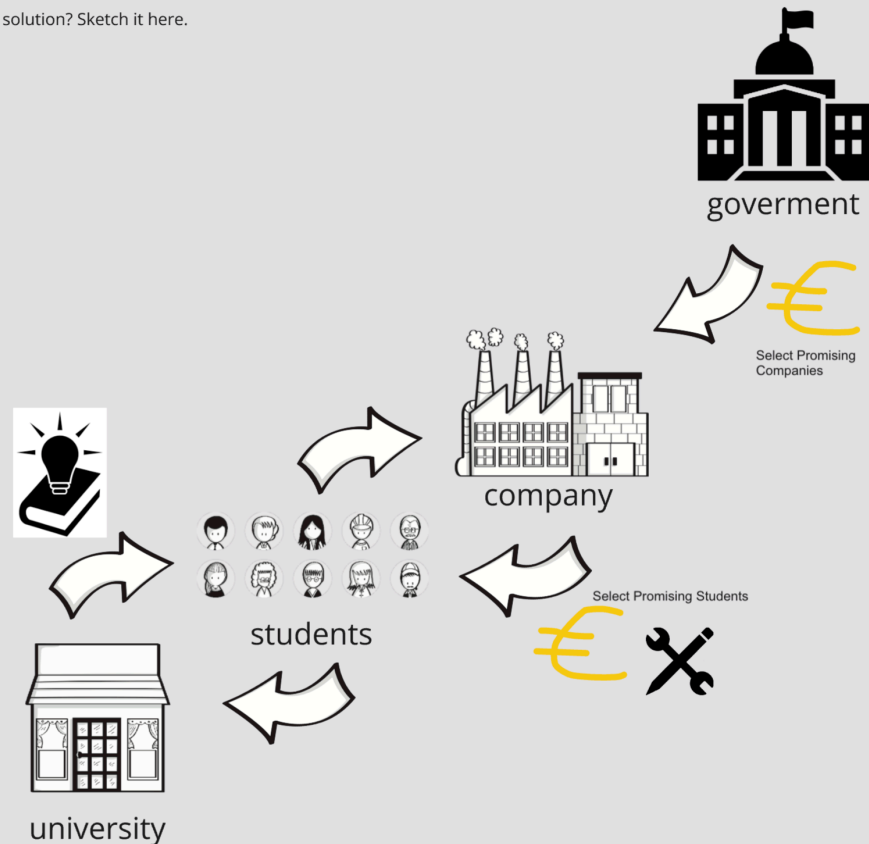 solution? Sketch it here.
goverment
Select Promising
Companies
company
Select Promising Students
students
university